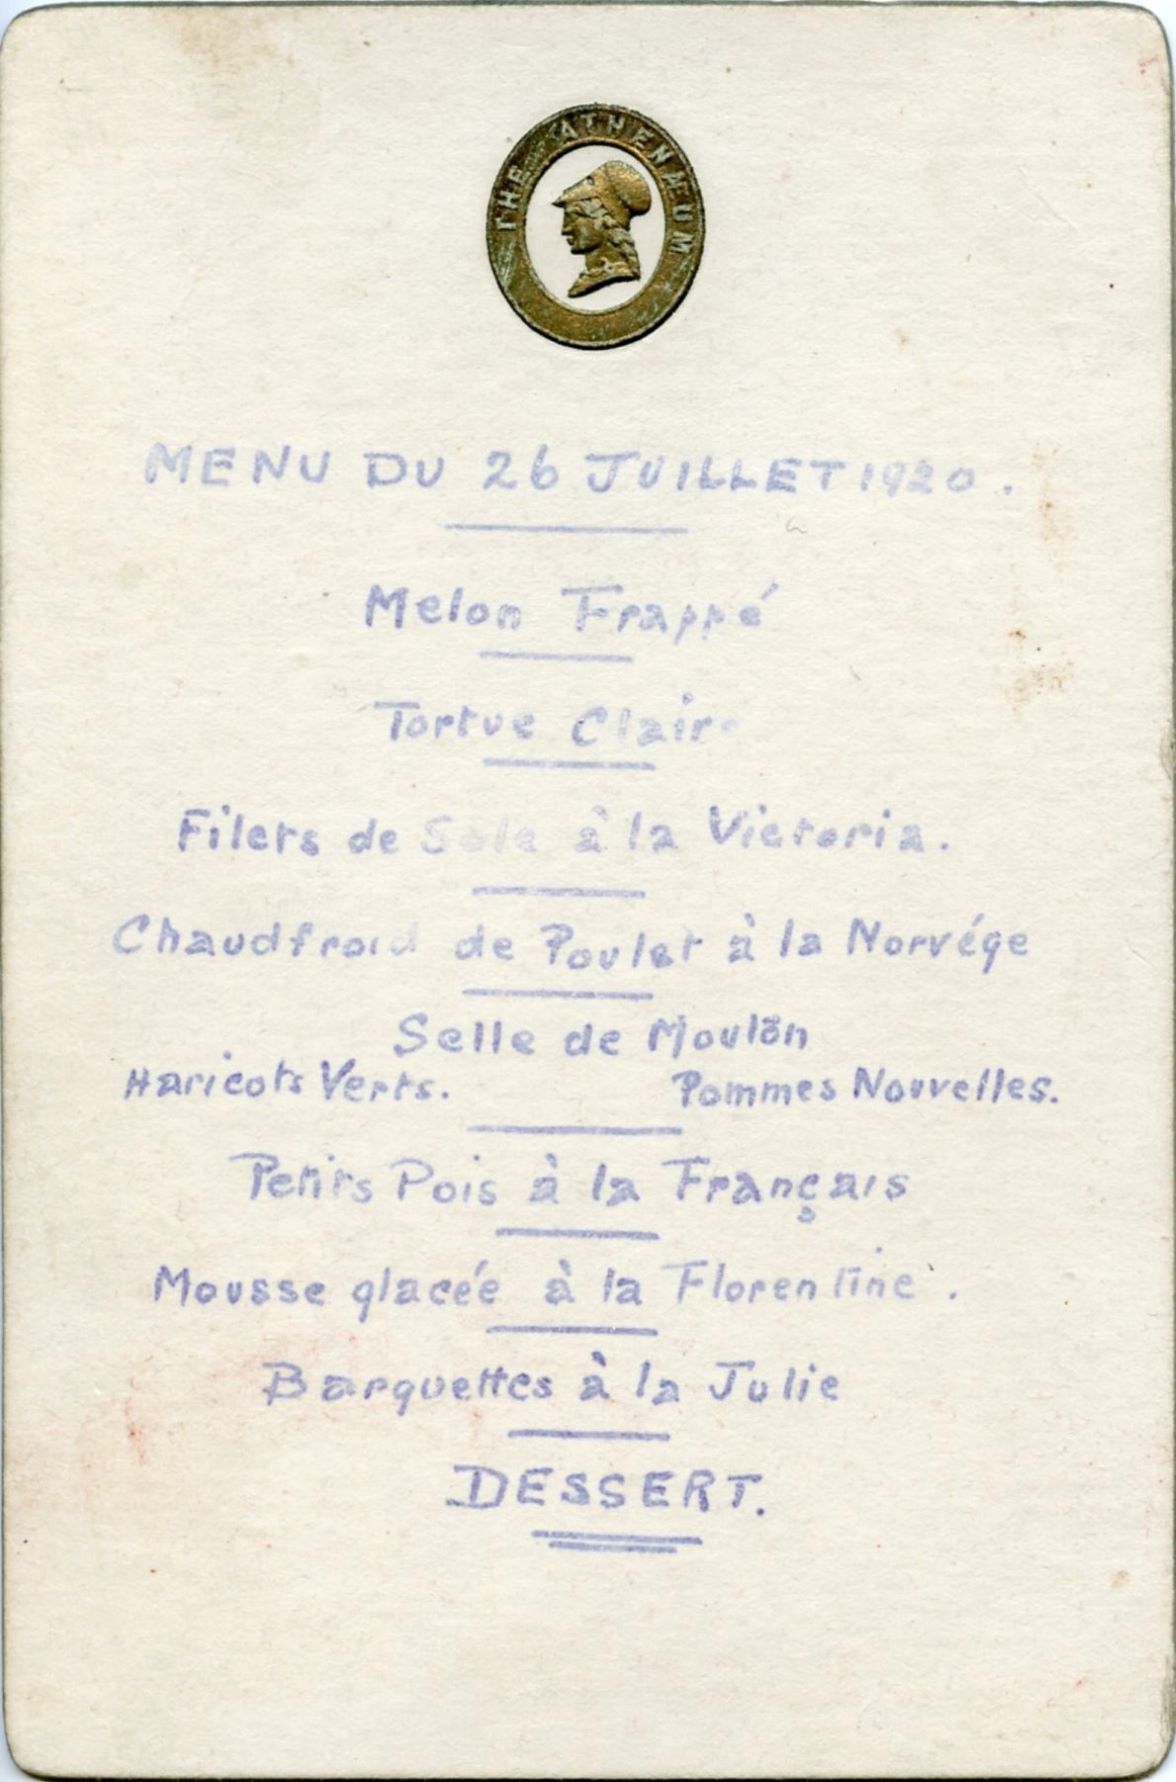 THE ATHENÆUM
MENU DU 26 JUILLET 1920.
Melon Frappé
Tortue Claire
Filets de Sole à la Victoria.
Chaudfroid de Poulet à la Norvége
Selle de Mouton
Haricots Verts. Pommes Nouvelles.
Petits Pois à la Français
Mousse glacée à la Florentine.
Barquettes à la Julie
DESSERT.